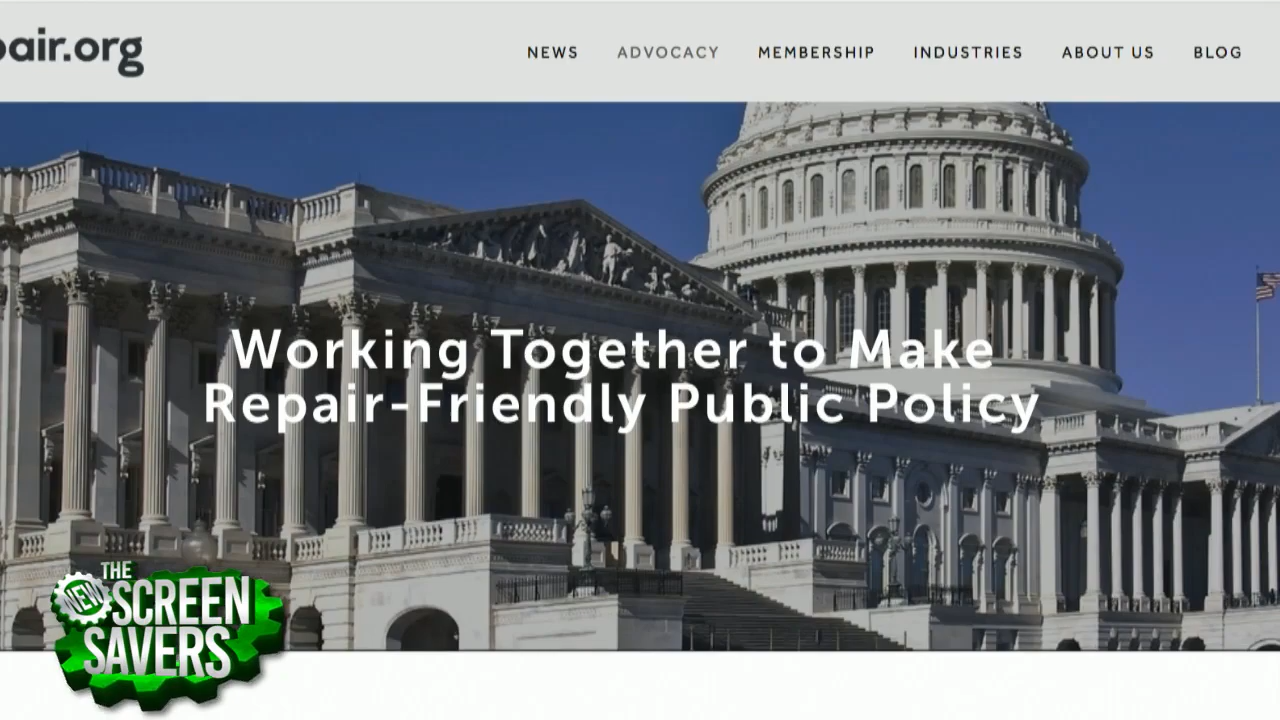 pair.org
NEWS
ADVOCACY
MEMBERSHIP
INDUSTRIES
ABOUT US
BLOG
Working Together to Make
Repair-Friendly Public Policy
THE
NEW
SCREEN
SAVERS